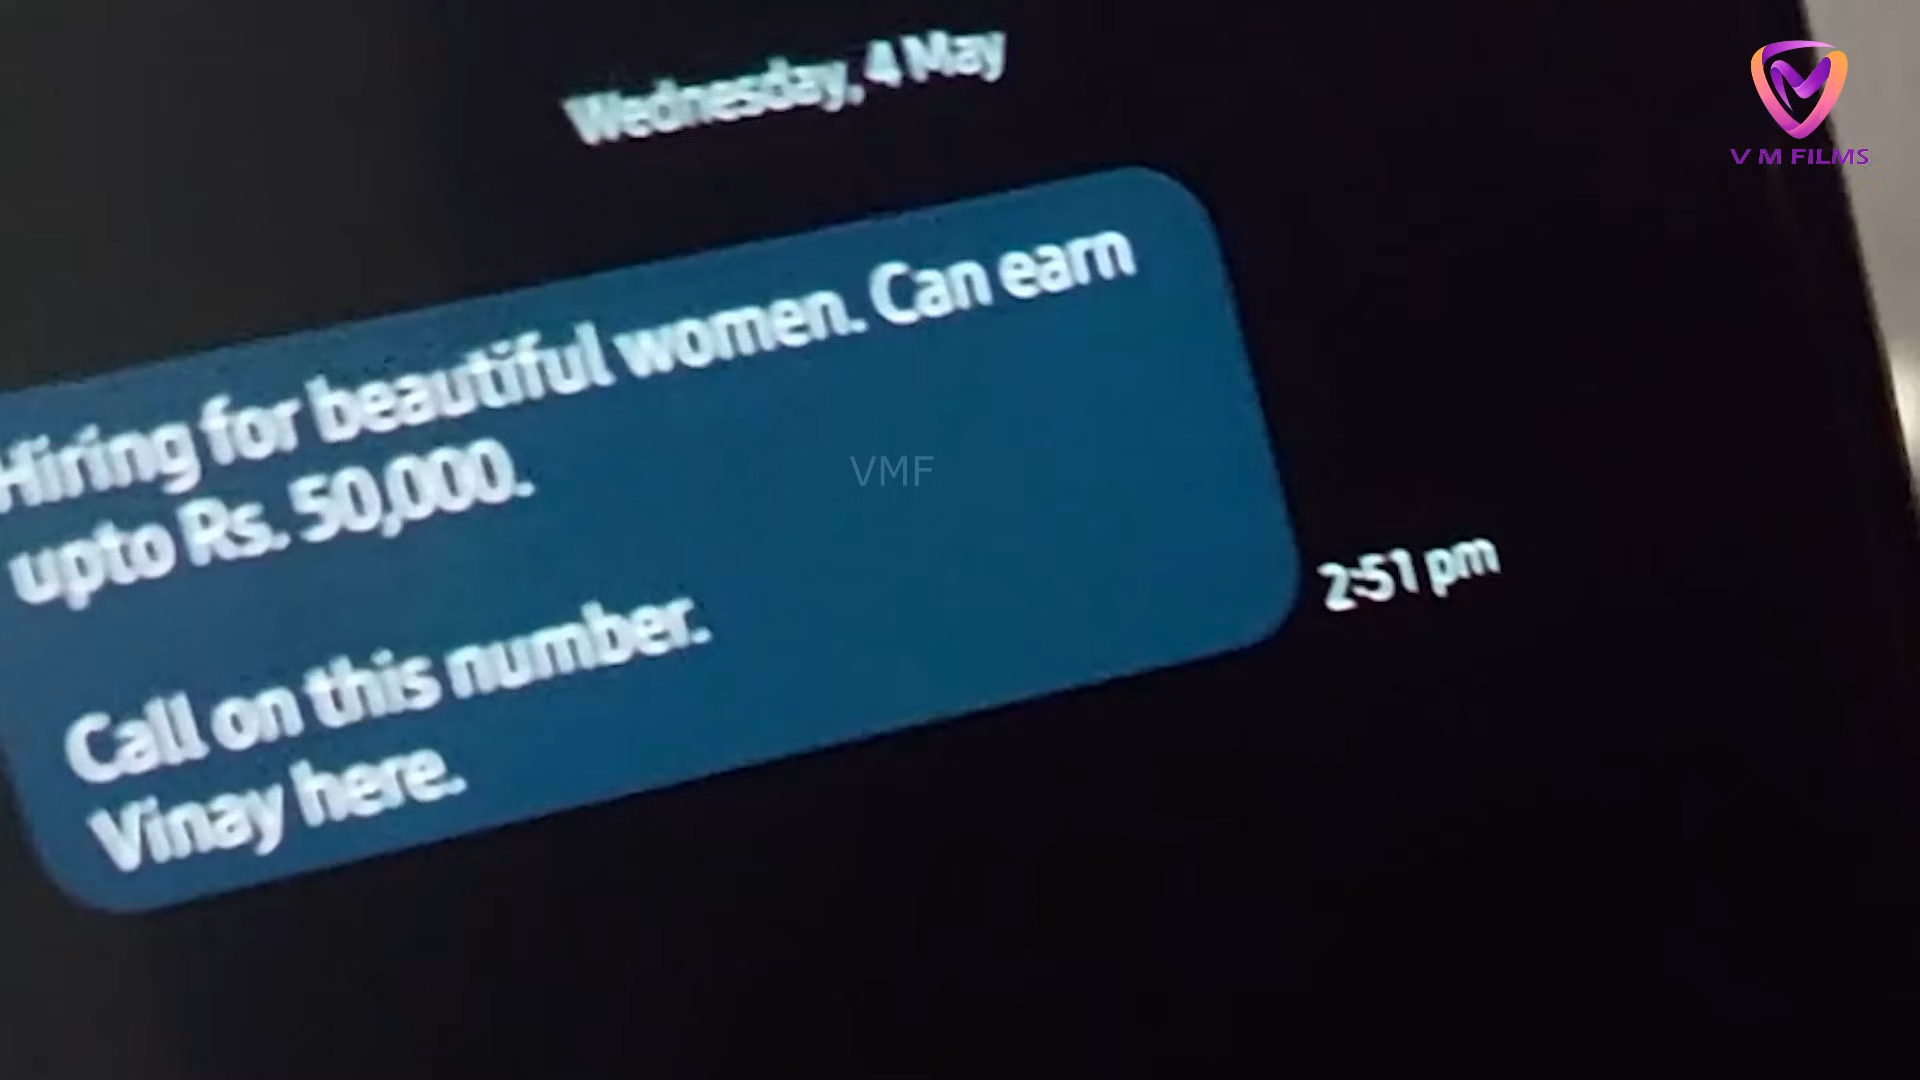 Wednesday, 4 May
V M FILMS
Hiring for beautiful women. Can earn
upto Rs. 50,000.
VMF
2:51 pm
Call on this number.
Vinay here.